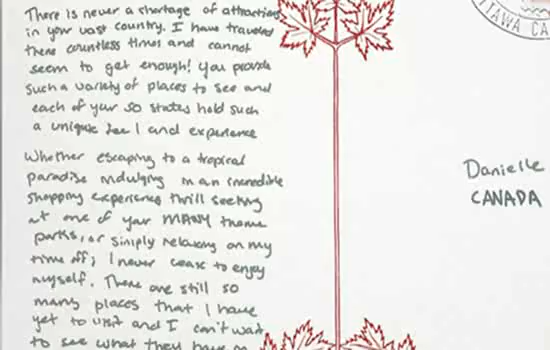 There is never a shortage of attractions
in your vast country. I have traveled
there countless times and cannot
seem to get enough! You provide
such a variety of places to see and
each of your 50 states hold such
a unique feel and experience
Whether escaping to a tropical
paradise indulging in an incredible
shopping experience thrill seeking
at one of your MANY theme
parks, or simply relaxing on my
time off; I never cease to enjoy
myself. There are still so
many places that I have
yet to visit and I can't wait
to see what they have
TTAWA CA
Danielle
CANADA